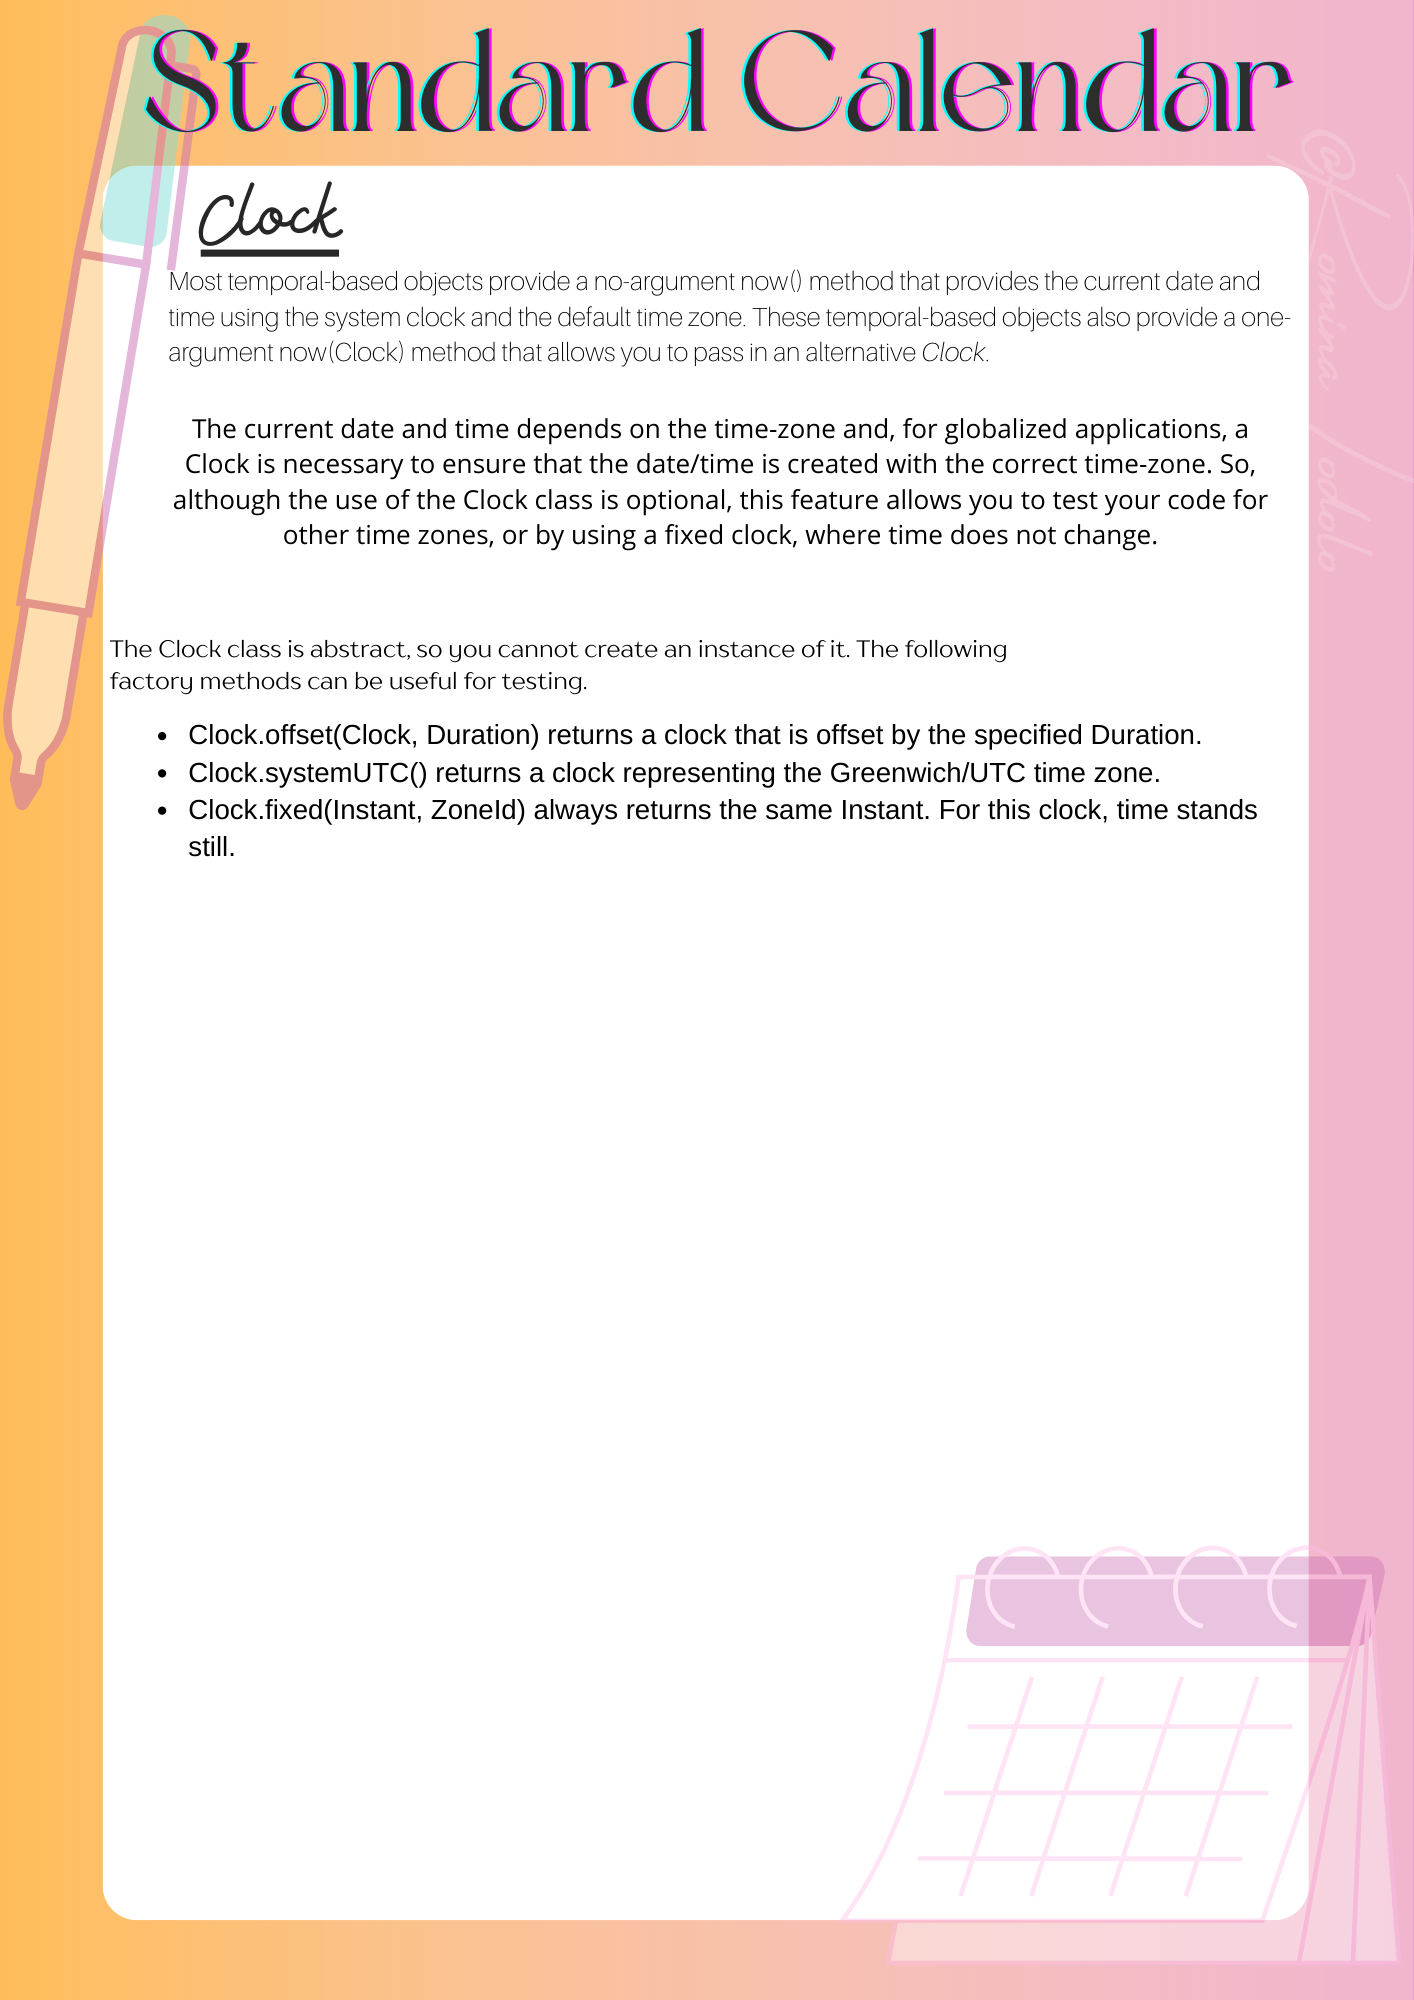 Standard Calendar
Clock
Most temporal-based objects provide a no-argument now() method that provides the current date and
time using the system clock and the default time zone. These temporal-based objects also provide a one-
argument now(Clock) method that allows you to pass in an alternative Clock.
The current date and time depends on the time-zone and, for globalized applications, a
Clock is necessary to ensure that the date/time is created with the correct time-zone. So,
although the use of the Clock class is optional, this feature allows you to test your code for
other time zones, or by using a fixed clock, where time does not change.
The Clock class is abstract, so you cannot create an instance of it. The following
factory methods can be useful for testing.
• Clock.offset(Clock, Duration) returns a clock that is offset by the specified Duration.
• Clock.systemUTC() returns a clock representing the Greenwich/UTC time zone.
• Clock.fixed(Instant, ZoneId) always returns the same Instant. For this clock, time stands
still.
@Romina